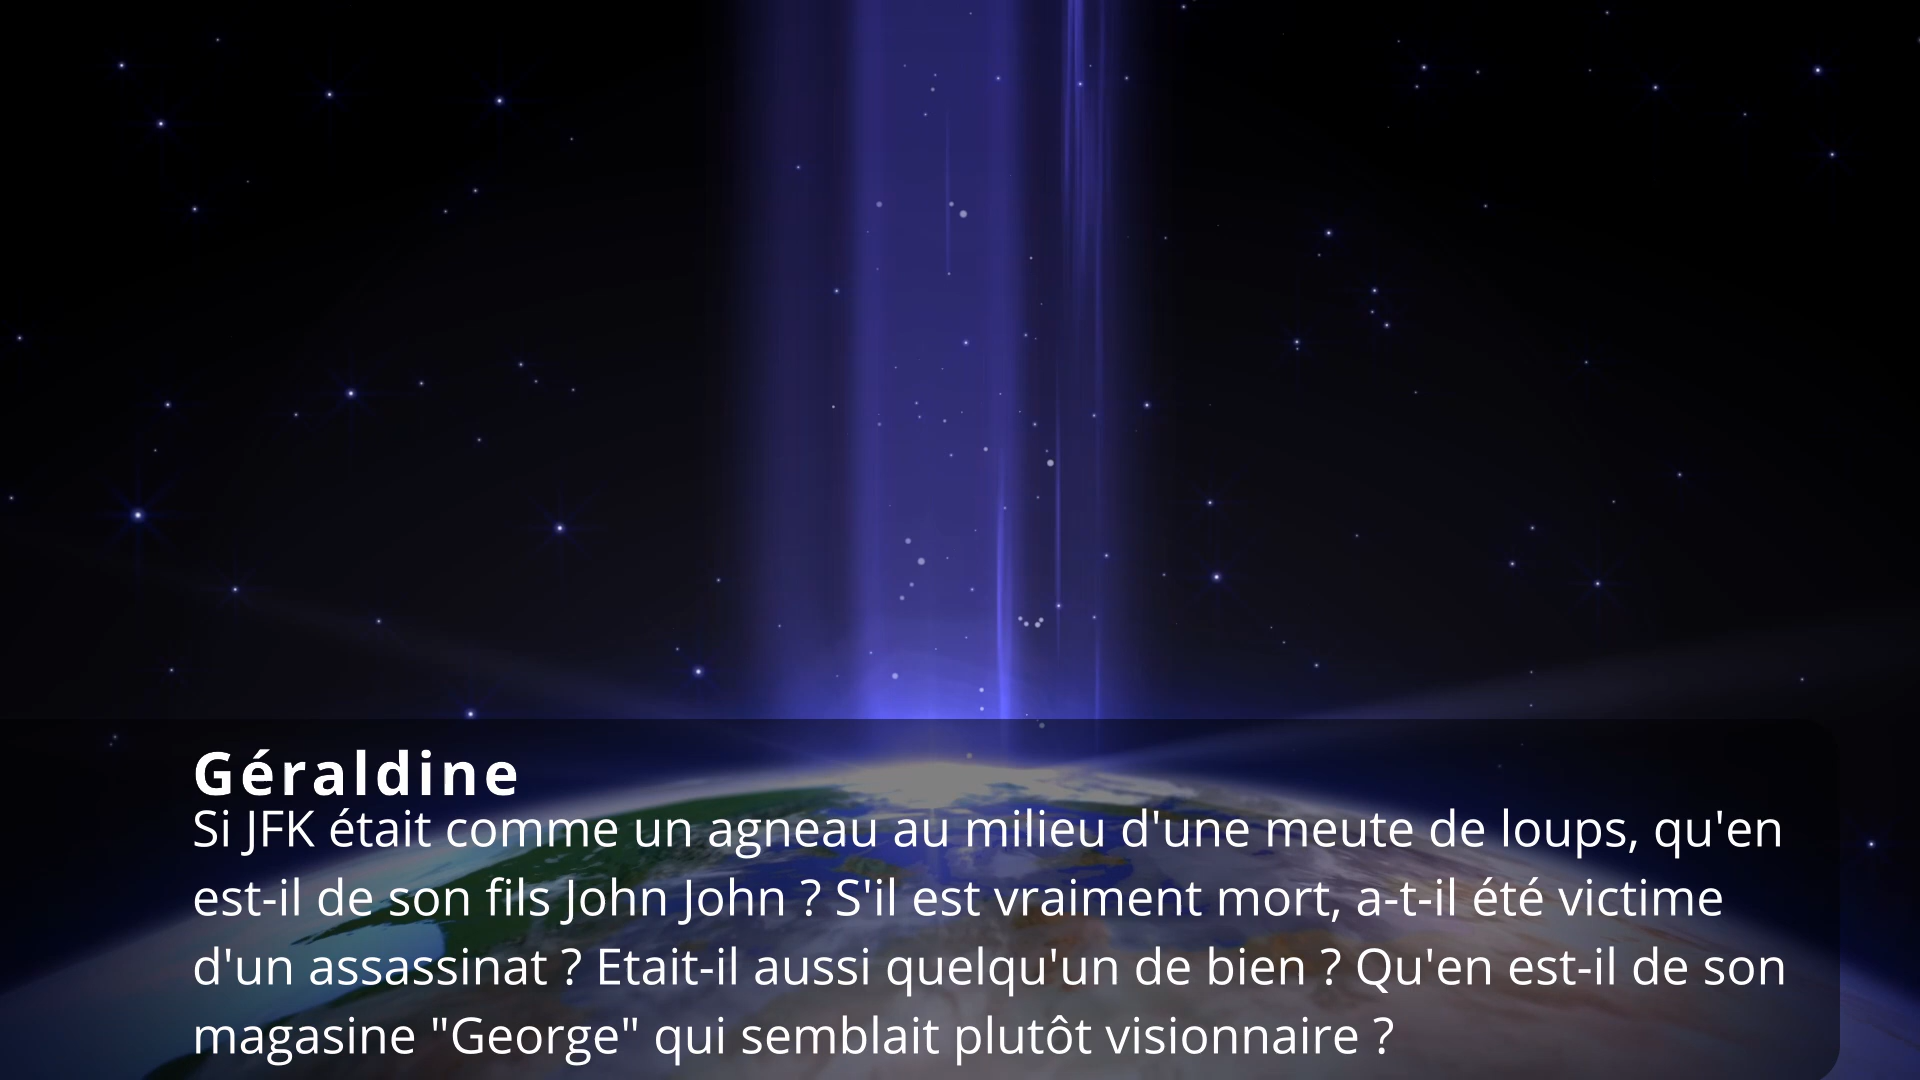 Géraldine
Si JFK était comme un agneau au milieu d'une meute de loups, qu'en
est-il de son fils John John ? S'il est vraiment mort, a-t-il été victime
d'un assassinat ? Etait-il aussi quelqu'un de bien ? Qu'en est-il de son
magasine "George" qui semblait plutôt visionnaire ?